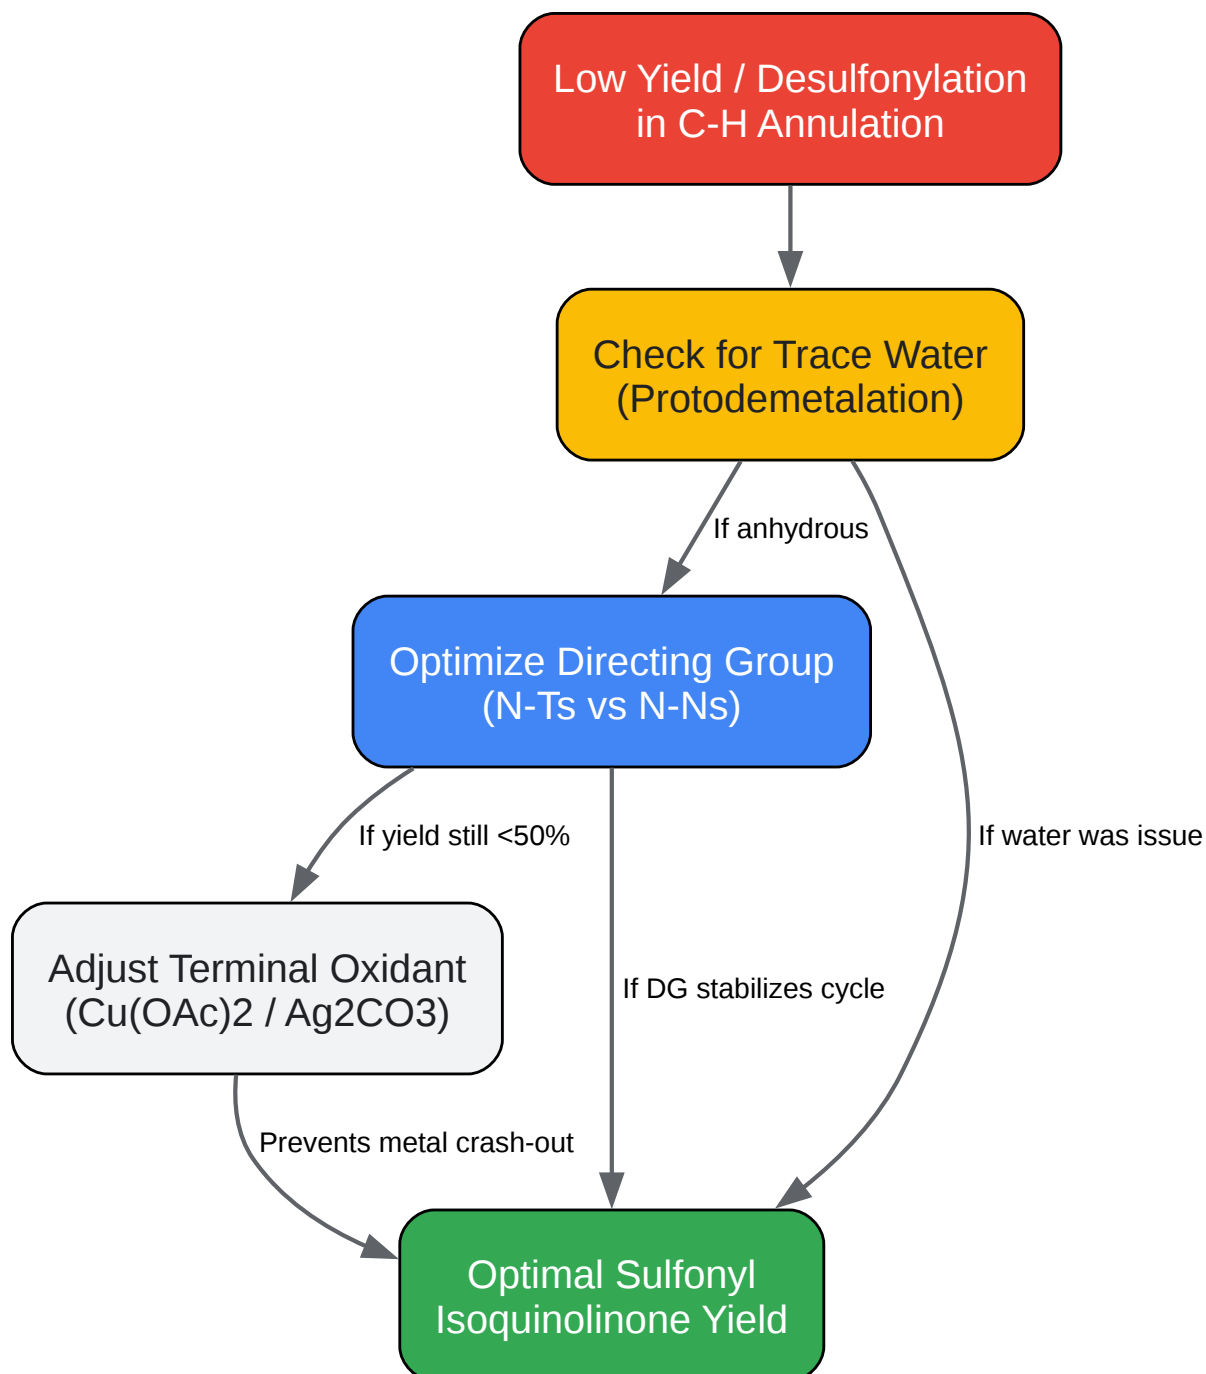 Low Yield / Desulfonylation
in C-H Annulation
Check for Trace Water
(Protodemetalation)
If anhydrous
Optimize Directing Group
(N-Ts vs N-Ns)
If yield still <50%
If water was issue
Adjust Terminal Oxidant
(Cu(OAc)2 / Ag2CO3)
If DG stabilizes cycle
Prevents metal crash-out
Optimal Sulfonyl
Isoquinolinone Yield